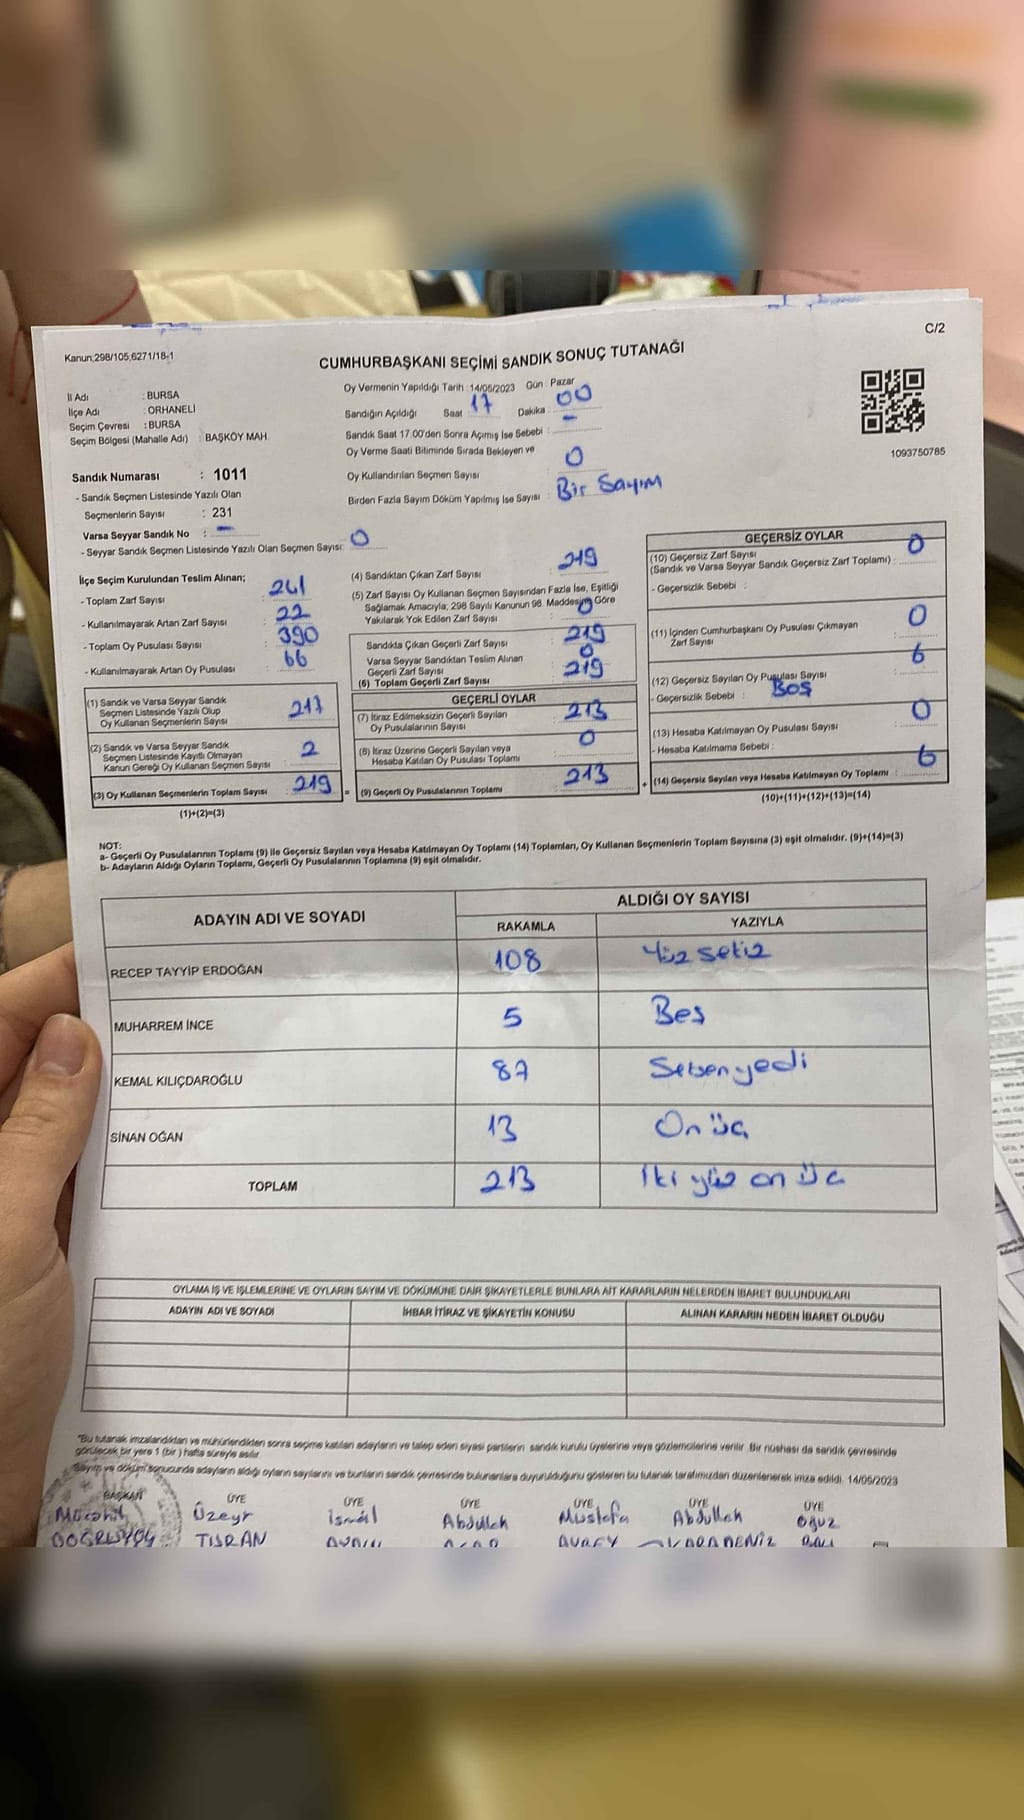 C/2
Kanun;298/105;6271/18-1
CUMHURBAŞKANI SEÇİMİ SANDIK SONUÇ TUTANAĞI
İl Adı : BURSA
İlçe Adı : ORHANELİ
Seçim Çevresi : BURSA
Seçim Bölgesi (Mahalle Adı) : BAŞKÖY MAH.
Oy Vermenin Yapıldığı Tarih : 14/05/2023 Gün : Pazar
Sandığın Açıldığı Saat : 17 Dakika : 00
Sandık Saat 17.00'den Sonra Açımış İse Sebebi : -
Oy Verme Saati Bitiminde Sırada Bekleyen ve
Oy Kullandırılan Seçmen Sayısı : 0
Birden Fazla Sayım Döküm Yapılmış İse Sayısı : Bir Sayım
1093750785
Sandık Numarası : 1011
- Sandık Seçmen Listesinde Yazılı Olan
Seçmenlerin Sayısı : 231
Varsa Seyyar Sandık No : -
- Seyyar Sandık Seçmen Listesinde Yazılı Olan Seçmen Sayısı: 0
İlçe Seçim Kurulundan Teslim Alınan;
- Toplam Zarf Sayısı : 241
- Kullanılmayarak Artan Zarf Sayısı : 22
- Toplam Oy Pusulası Sayısı : 390
- Kullanılmayarak Artan Oy Pusulası : 66
(1) Sandık ve Varsa Seyyar Sandık
Seçmen Listesinde Yazılı Olup
Oy Kullanan Seçmenlerin Sayısı : 217
(2) Sandık ve Varsa Seyyar Sandık
Seçmen Listesinde Kayıtlı Olmayan
Kanun Gereği Oy Kullanan Seçmen Sayısı : 2
(3) Oy Kullanan Seçmenlerin Toplam Sayısı : 219
(1)+(2)=(3)
(4) Sandıktan Çıkan Zarf Sayısı : 219
(5) Zarf Sayısı Oy Kullanan Seçmen Sayısından Fazla İse, Eşitliği
Sağlamak Amacıyla; 298 Sayılı Kanunun 98. Maddesine Göre
Yakılarak Yok Edilen Zarf Sayısı : 0
Sandıkta Çıkan Geçerli Zarf Sayısı : 219
Varsa Seyyar Sandıktan Teslim Alınan
Geçerli Zarf Sayısı : 0
(6) Toplam Geçerli Zarf Sayısı : 219
GEÇERLİ OYLAR
(7) İtiraz Edilmeksizin Geçerli Sayılan
Oy Pusulalarının Sayısı : 213
(8) İtiraz Üzerine Geçerli Sayılan veya
Hesaba Katılan Oy Pusulası Toplamı : 0
= (9) Geçerli Oy Pusulalarının Toplamı : 213
GEÇERSİZ OYLAR
(10) Geçersiz Zarf Sayısı
(Sandık ve Varsa Seyyar Sandık Geçersiz Zarf Toplamı) : 0
- Geçersizlik Sebebi :
(11) İçinden Cumhurbaşkanı Oy Pusulası Çıkmayan
Zarf Sayısı : 0
(12) Geçersiz Sayılan Oy Pusulası Sayısı : 6
- Geçersizlik Sebebi : Boş
(13) Hesaba Katılmayan Oy Pusulası Sayısı : 0
- Hesaba Katılmama Sebebi :
+ (14) Geçersiz Sayılan veya Hesaba Katılmayan Oy Toplamı : 6
(10)+(11)+(12)+(13)=(14)
NOT:
a- Geçerli Oy Pusulalarının Toplamı (9) ile Geçersiz Sayılan veya Hesaba Katılmayan Oy Toplamı (14) Toplamları, Oy Kullanan Seçmenlerin Toplam Sayısına (3) eşit olmalıdır. (9)+(14)=(3)
b- Adayların Aldığı Oyların Toplamı, Geçerli Oy Pusulalarının Toplamına (9) eşit olmalıdır.
ADAYIN ADI VE SOYADI
ALDIĞI OY SAYISI
RAKAMLA YAZIYLA
RECEP TAYYİP ERDOĞAN 108 Yüz sekiz
MUHARREM İNCE 5 Beş
KEMAL KILIÇDAROĞLU 87 Seksen yedi
SİNAN OĞAN 13 On üç
TOPLAM 213 İki yüz on üç
OYLAMA İŞ VE İŞLEMLERİNE VE OYLARIN SAYIM VE DÖKÜMÜNE DAİR ŞİKAYETLERLE BUNLARA AİT KARARLARIN NELERDEN İBARET BULUNDUKLARI
ADAYIN ADI VE SOYADI İHBAR İTİRAZ VE ŞİKAYETİN KONUSU ALINAN KARARIN NEDEN İBARET OLDUĞU
*Bu tutanak imzalandıktan ve mühürlendikten sonra seçime katılan adayların ve talep eden siyasi partilerin sandık kurulu üyelerine veya gözlemcilerine verilir. Bir nüshası da sandık çevresinde
görülecek bir yere 1 (bir) hafta süreyle asılır.
Sayım ve döküm sonucunda adayların aldığı oyların sayılarını ve bunların sandık çevresinde bulunanlara duyurulduğunu gösteren bu tutanak tarafımızdan düzenlenerek imza edildi. 14/05/2023
BAŞKAN ÜYE ÜYE ÜYE ÜYE ÜYE ÜYE
Mücahit Üzeyr İsmail Abdullah Mustafa Abdullah Oğuz
TURAN KARADENİZ